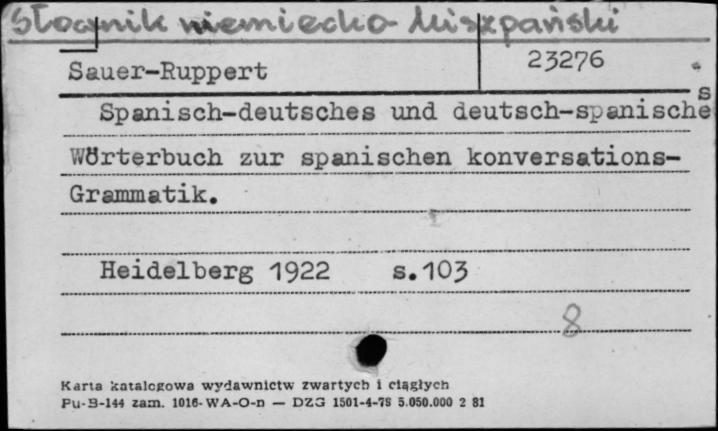 Słownik niemiecko-hiszpański
Sauer-Ruppert
23276
Spanisch-deutsches und deutsch-spanisches
Wörterbuch zur spanischen konversations-
Grammatik.
Heidelberg 1922 s.103
8
Karta katalogowa wydawnictw zwartych i ciągłych
Pu-B-144 zam. 1016-WA-O-n — DZG 1501-4-78 5.050.000 2 81